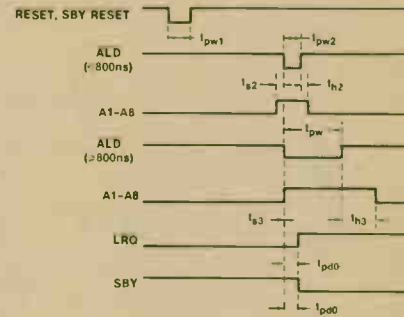 RESET, SBY RESET
tpw1
tpw2
ALD
(<800ns)
ts2
th2
A1-A8
tpw
ALD
(≥800ns)
A1-A8
ts3
th3
LRQ
tpd0
SBY
tpd0